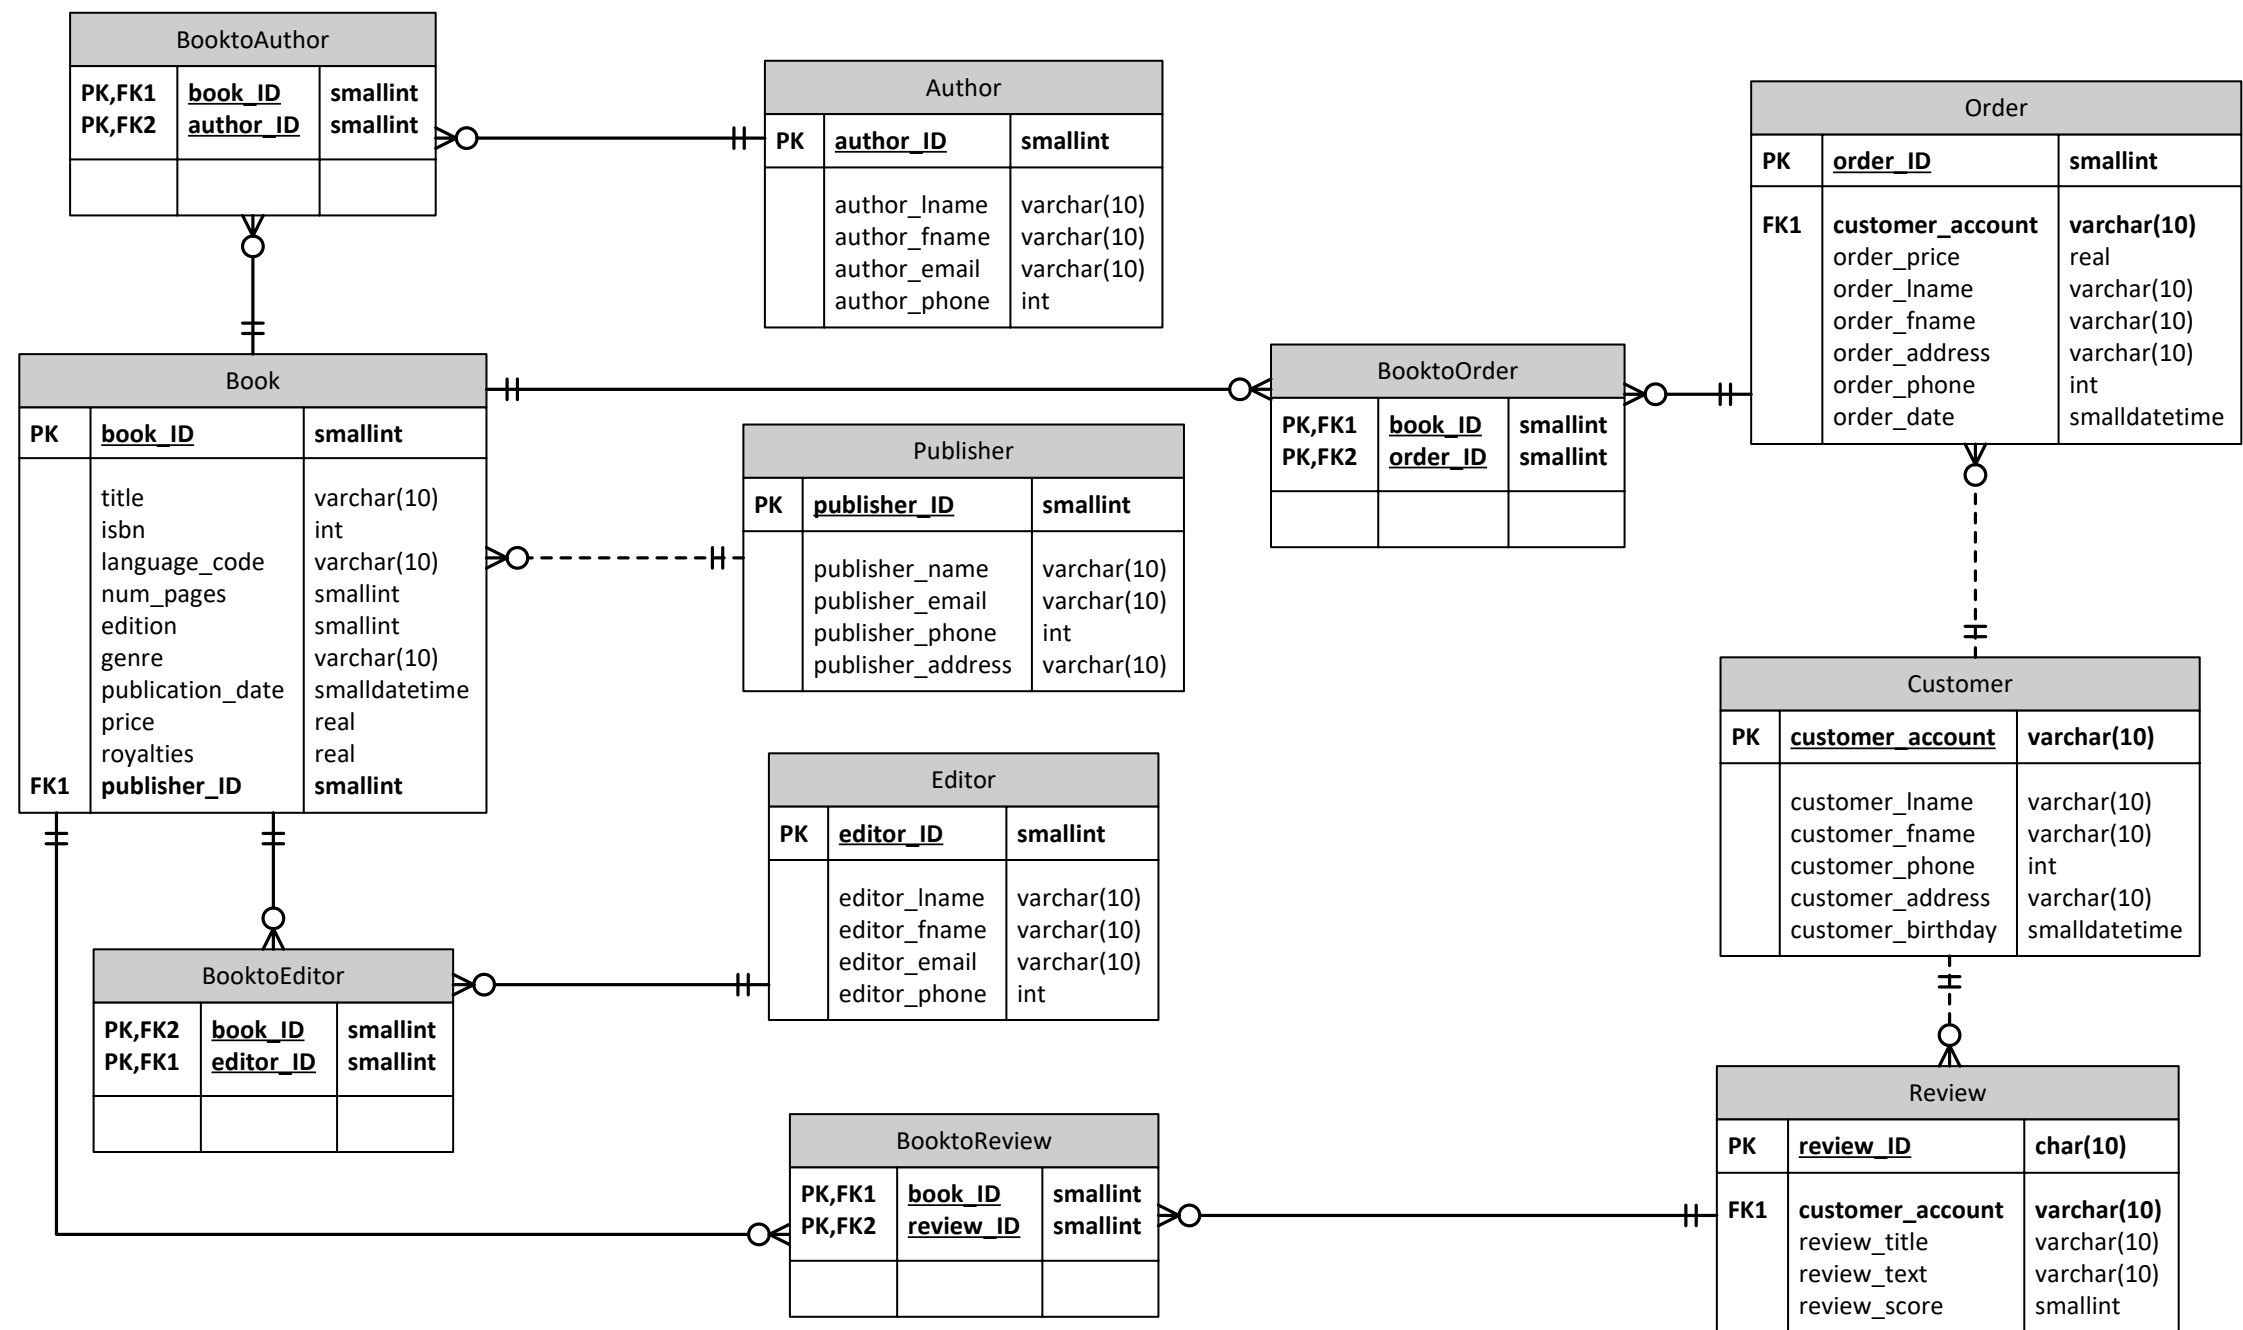 BooktoAuthor
PK,FK1 book_ID smallint
PK,FK2 author_ID smallint
Author
PK author_ID smallint
author_lname varchar(10)
author_fname varchar(10)
author_email varchar(10)
author_phone int
Order
PK order_ID smallint
FK1 customer_account varchar(10)
order_price real
order_lname varchar(10)
order_fname varchar(10)
order_address varchar(10)
order_phone int
order_date smalldatetime
Book
PK book_ID smallint
title varchar(10)
isbn int
language_code varchar(10)
num_pages smallint
edition smallint
genre varchar(10)
publication_date smalldatetime
price real
royalties real
FK1 publisher_ID smallint
BooktoOrder
PK,FK1 book_ID smallint
PK,FK2 order_ID smallint
Publisher
PK publisher_ID smallint
publisher_name varchar(10)
publisher_email varchar(10)
publisher_phone int
publisher_address varchar(10)
Customer
PK customer_account varchar(10)
customer_lname varchar(10)
customer_fname varchar(10)
customer_phone int
customer_address varchar(10)
customer_birthday smalldatetime
Editor
PK editor_ID smallint
editor_lname varchar(10)
editor_fname varchar(10)
editor_email varchar(10)
editor_phone int
BooktoEditor
PK,FK2 book_ID smallint
PK,FK1 editor_ID smallint
BooktoReview
PK,FK1 book_ID smallint
PK,FK2 review_ID smallint
Review
PK review_ID char(10)
FK1 customer_account varchar(10)
review_title varchar(10)
review_text varchar(10)
review_score smallint